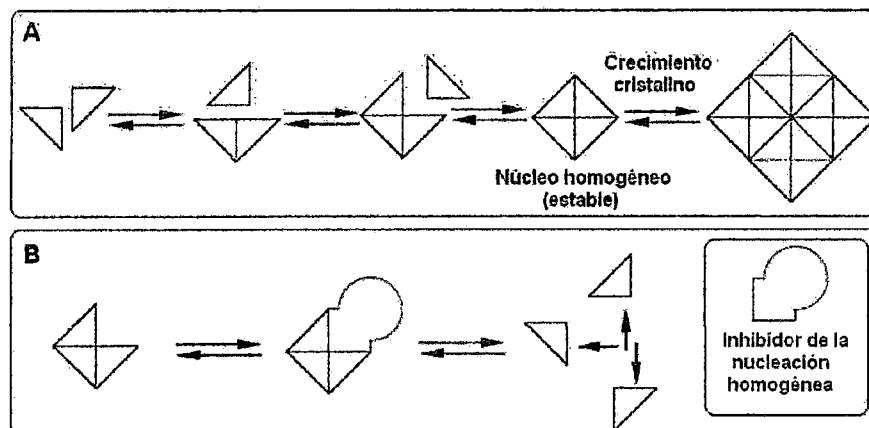 A
Crecimiento
cristalino
Núcleo homogéneo
(estable)
B
Inhibidor de la
nucleación
homogénea